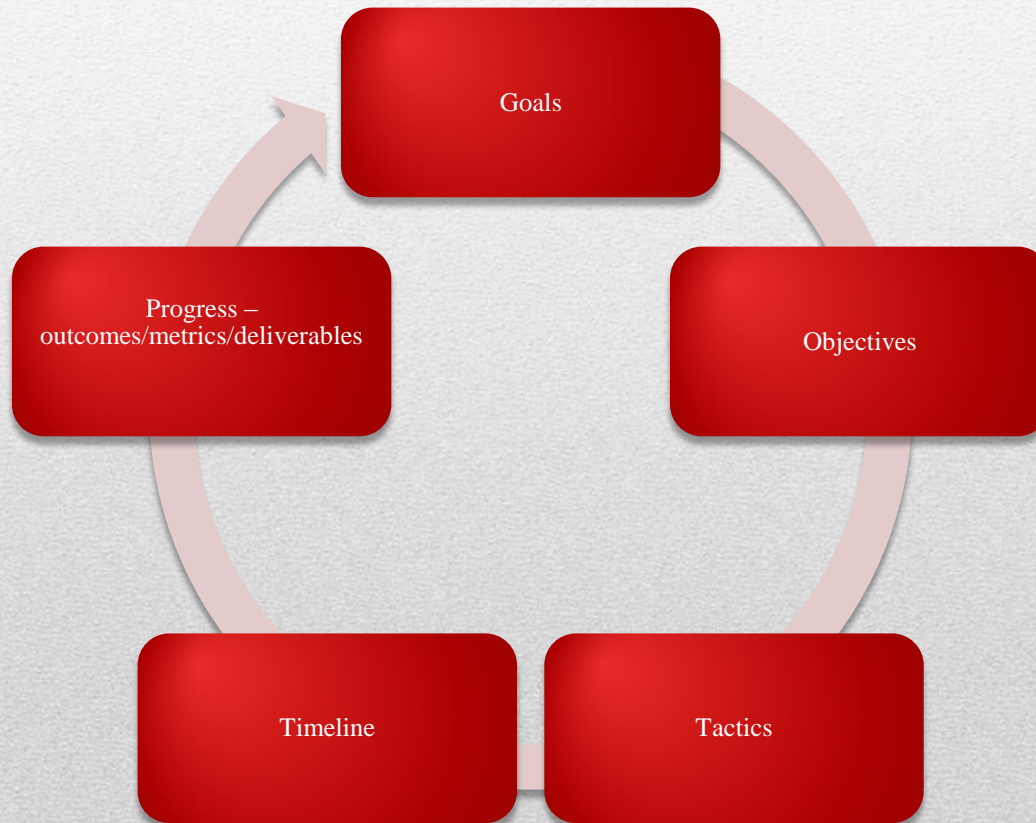 Goals
Objectives
Tactics
Timeline
Progress –
outcomes/metrics/deliverables